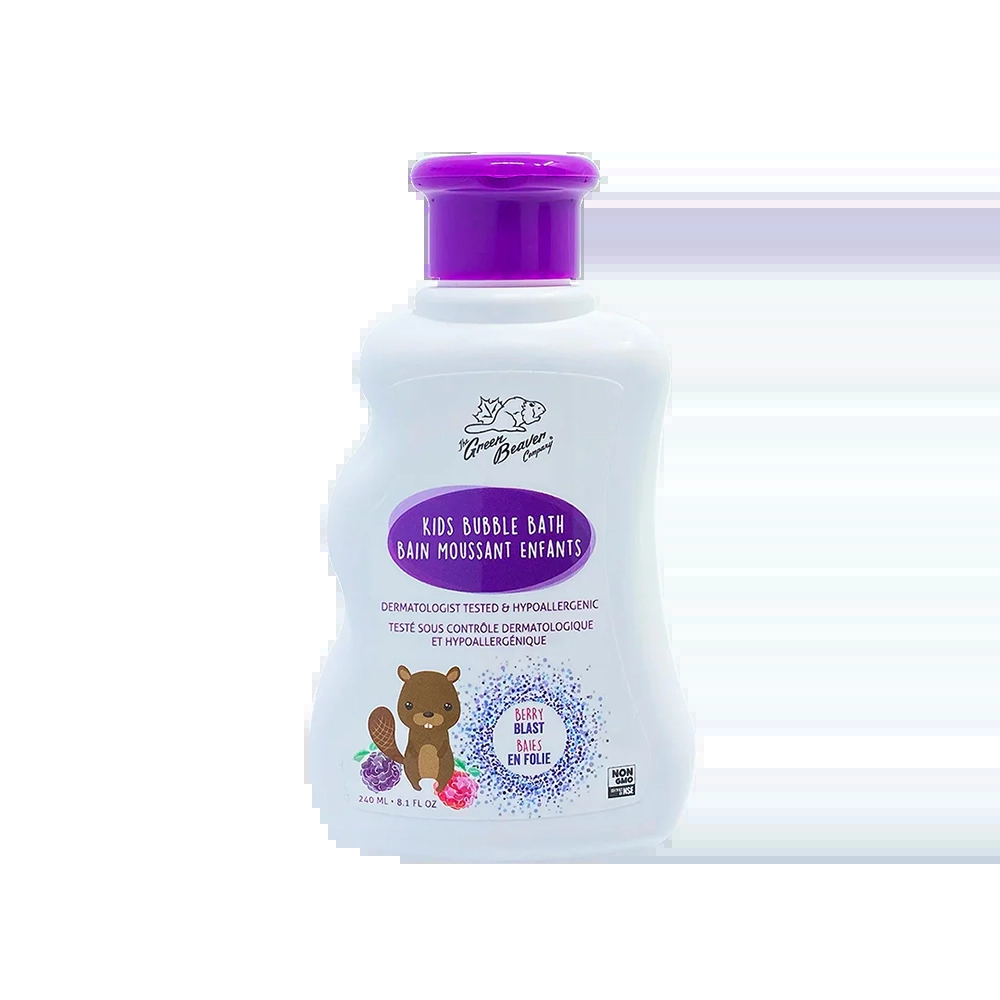 The
Green
Beaver
Company
KIDS BUBBLE BATH
BAIN MOUSSANT ENFANTS
DERMATOLOGIST TESTED & HYPOALLERGENIC
TESTÉ SOUS CONTRÔLE DERMATOLOGIQUE
ET HYPOALLERGÉNIQUE
BERRY
BLAST
BAIES
EN FOLIE
240 ML • 8.1 FL OZ
NON
GMO
NSF